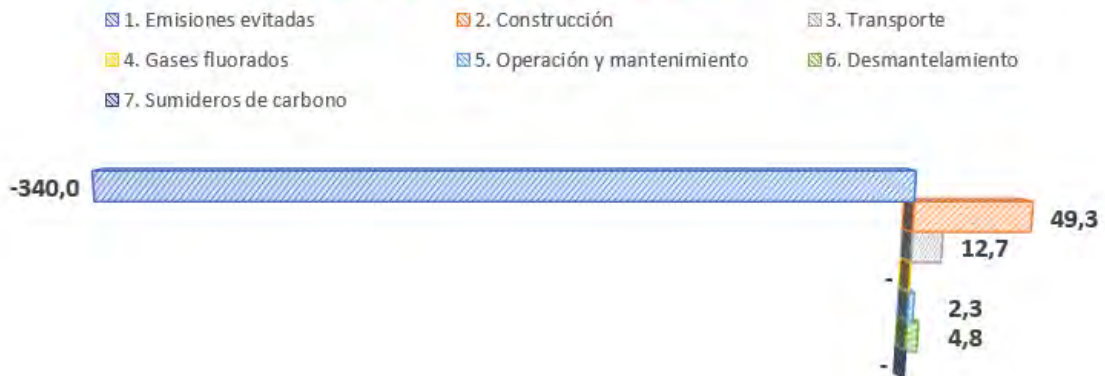 1. Emisiones evitadas
2. Construcción
3. Transporte
4. Gases fluorados
5. Operación y mantenimiento
6. Desmantelamiento
7. Sumideros de carbono
-340,0
49,3
12,7
-
2,3
4,8
-